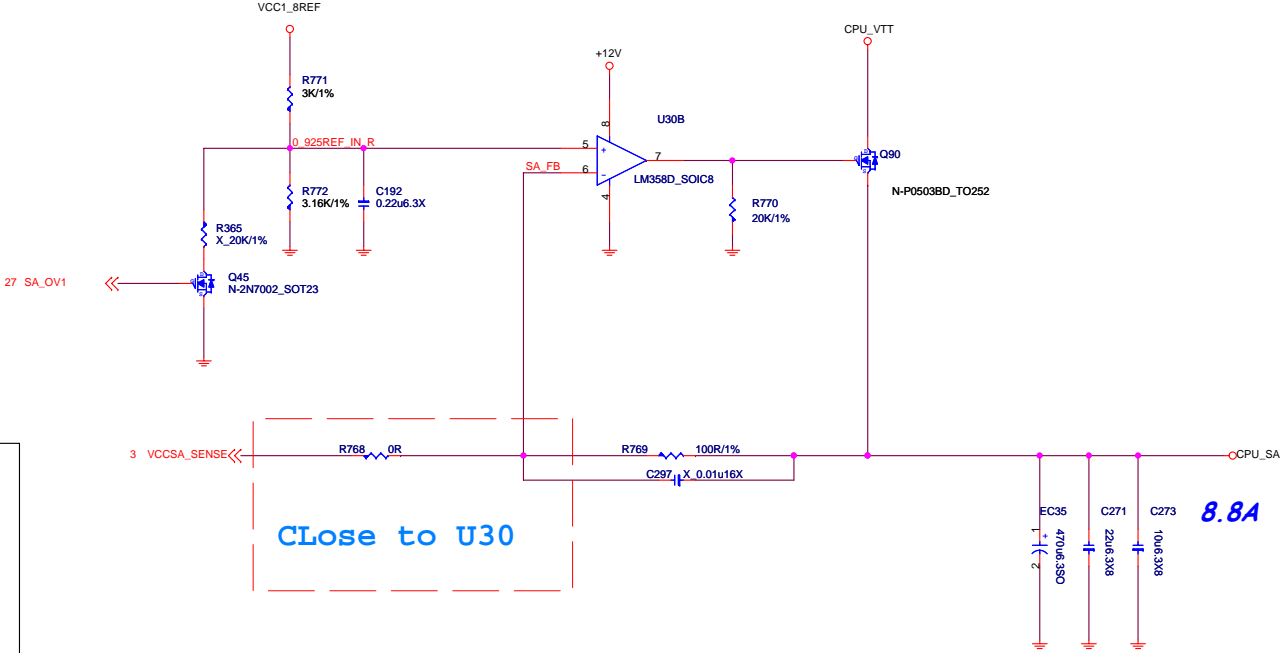 VCC1_8REF
CPU_VTT
+12V
R771
3K/1%
U30B
8
0_925REF_IN_R
5
+
7
SA_FB
6
-
LM358D_SOIC8
4
Q90
N-P0503BD_TO252
R772
3.16K/1%
C192
0.22u6.3X
R770
20K/1%
R365
X_20K/1%
27 SA_OV1
Q45
N-2N7002_SOT23
3 VCCSA_SENSE
R768 0R
R769 100R/1%
CPU_SA
C297 X_0.01u16X
CLose to U30
EC35
1
+
2
470u6.3SO
C271
22u6.3X8
C273
10u6.3X8
8.8A